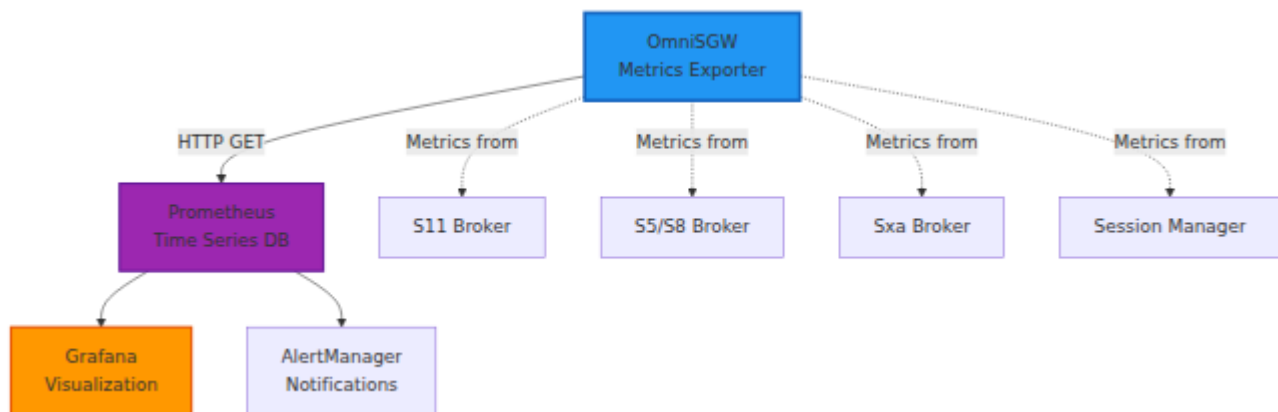 OmniSGW
Metrics Exporter
HTTP GET
Metrics from
Metrics from
Metrics from
Metrics from
Prometheus
Time Series DB
S11 Broker
S5/S8 Broker
Sxa Broker
Session Manager
Grafana
Visualization
AlertManager
Notifications